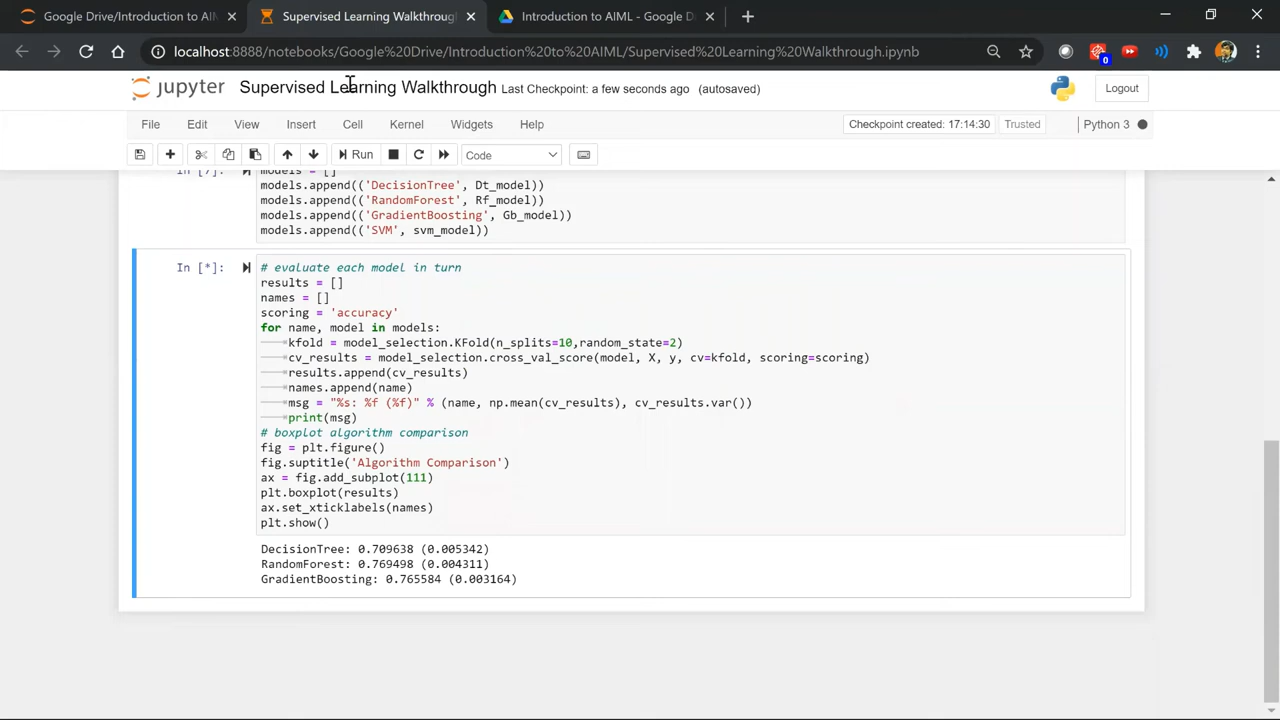 Google Drive/Introduction to AIM
Supervised Learning Walkthroug
Introduction to AIML - Google D
localhost:8888/notebooks/Google%20Drive/Introduction%20to%20AIML/Supervised%20Learning%20Walkthrough.ipynb
0
jupyter
Supervised Learning Walkthrough
Last Checkpoint: a few seconds ago (autosaved)
Logout
File
Edit
View
Insert
Cell
Kernel
Widgets
Help
Checkpoint created: 17:14:30
Trusted
Python 3
Run
Code
In [7]:
models = []
models.append(('DecisionTree', Dt_model))
models.append(('RandomForest', Rf_model))
models.append(('GradientBoosting', Gb_model))
models.append(('SVM', svm_model))
In [*]:
# evaluate each model in turn
results = []
names = []
scoring = 'accuracy'
for name, model in models:
kfold = model_selection.KFold(n_splits=10,random_state=2)
cv_results = model_selection.cross_val_score(model, X, y, cv=kfold, scoring=scoring)
results.append(cv_results)
names.append(name)
msg = "%s: %f (%f)" % (name, np.mean(cv_results), cv_results.var())
print(msg)
# boxplot algorithm comparison
fig = plt.figure()
fig.suptitle('Algorithm Comparison')
ax = fig.add_subplot(111)
plt.boxplot(results)
ax.set_xticklabels(names)
plt.show()
DecisionTree: 0.709638 (0.005342)
RandomForest: 0.769498 (0.004311)
GradientBoosting: 0.765584 (0.003164)